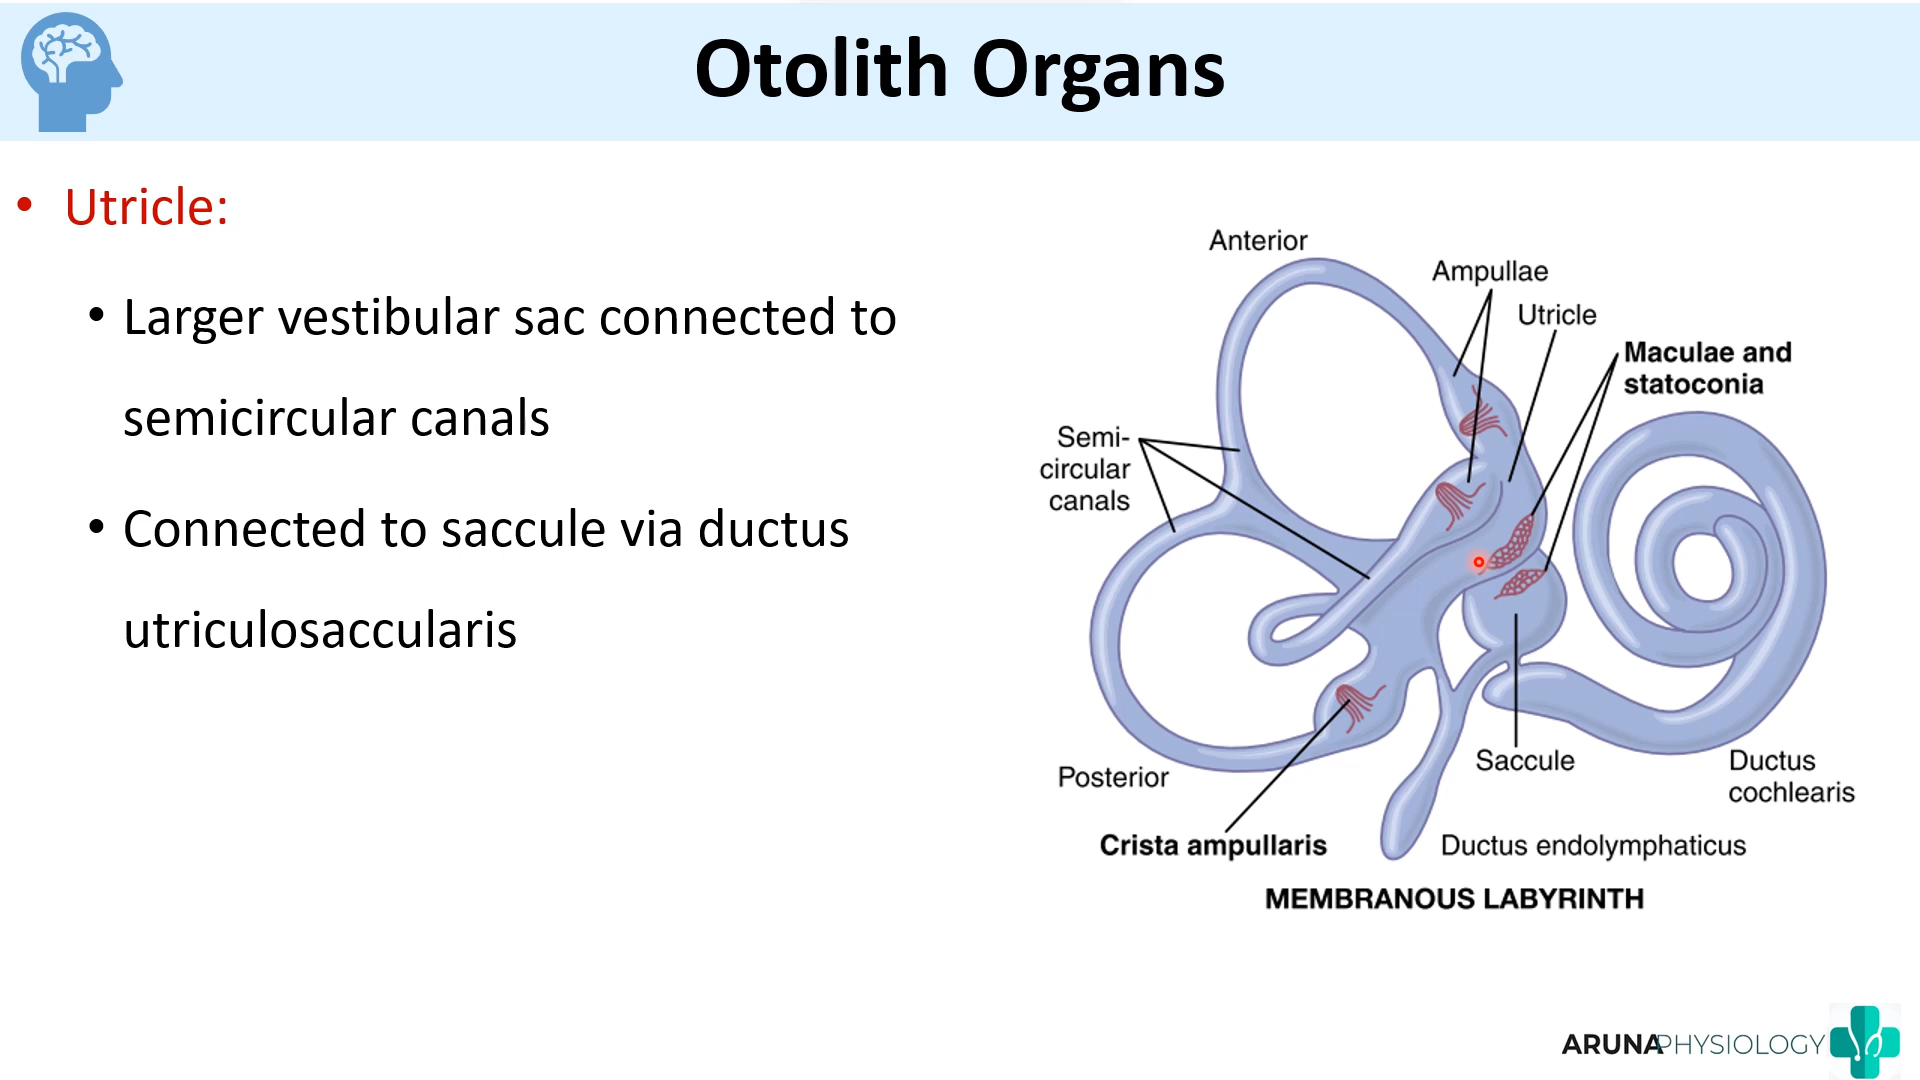 Otolith Organs
• Utricle:
• Larger vestibular sac connected to
semicircular canals
• Connected to saccule via ductus
utriculosaccularis
Anterior
Ampullae
Utricle
Maculae and
statoconia
Semi-
circular
canals
Posterior
Saccule
Ductus
cochlearis
Crista ampullaris
Ductus endolymphaticus
MEMBRANOUS LABYRINTH
ARUNAPHYSIOLOGY